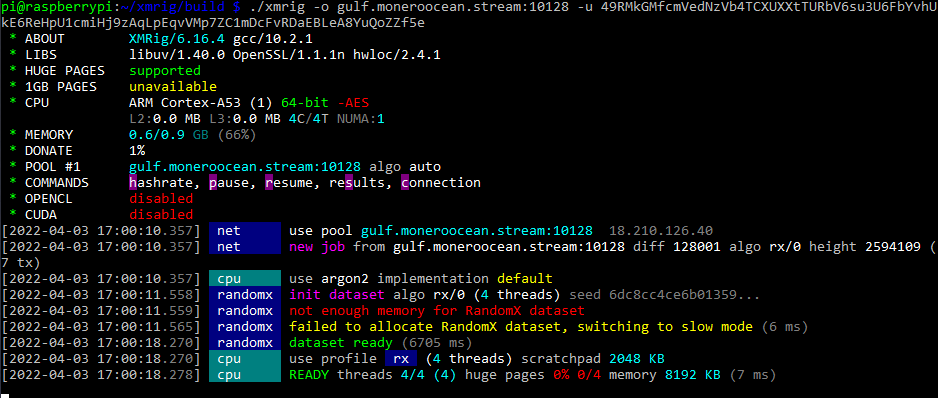 pi@raspberrypi:~/xmrig/build $ ./xmrig -o gulf.moneroocean.stream:10128 -u 49RMkGMfcmVedNzVb4TCXUXXtTURbV6su3U6FbYvhU
kE6ReHpU1cmiHj9zAqLpEqvVMp7ZC1mDcFvRDaEBLeA8YuQoZZf5e
* ABOUT XMRig/6.16.4 gcc/10.2.1
* LIBS libuv/1.40.0 OpenSSL/1.1.1n hwloc/2.4.1
* HUGE PAGES supported
* 1GB PAGES unavailable
* CPU ARM Cortex-A53 (1) 64-bit -AES
L2:0.0 MB L3:0.0 MB 4C/4T NUMA:1
* MEMORY 0.6/0.9 GB (66%)
* DONATE 1%
* POOL #1 gulf.moneroocean.stream:10128 algo auto
* COMMANDS hashrate, pause, resume, results, connection
* OPENCL disabled
* CUDA disabled
[2022-04-03 17:00:10.357] net use pool gulf.moneroocean.stream:10128 18.210.126.40
[2022-04-03 17:00:10.357] net new job from gulf.moneroocean.stream:10128 diff 128001 algo rx/0 height 2594109 (
7 tx)
[2022-04-03 17:00:10.357] cpu use argon2 implementation default
[2022-04-03 17:00:11.558] randomx init dataset algo rx/0 (4 threads) seed 6dc8cc4ce6b01359...
[2022-04-03 17:00:11.559] randomx not enough memory for RandomX dataset
[2022-04-03 17:00:11.565] randomx failed to allocate RandomX dataset, switching to slow mode (6 ms)
[2022-04-03 17:00:18.270] randomx dataset ready (6705 ms)
[2022-04-03 17:00:18.270] cpu use profile rx (4 threads) scratchpad 2048 KB
[2022-04-03 17:00:18.278] cpu READY threads 4/4 (4) huge pages 0% 0/4 memory 8192 KB (7 ms)